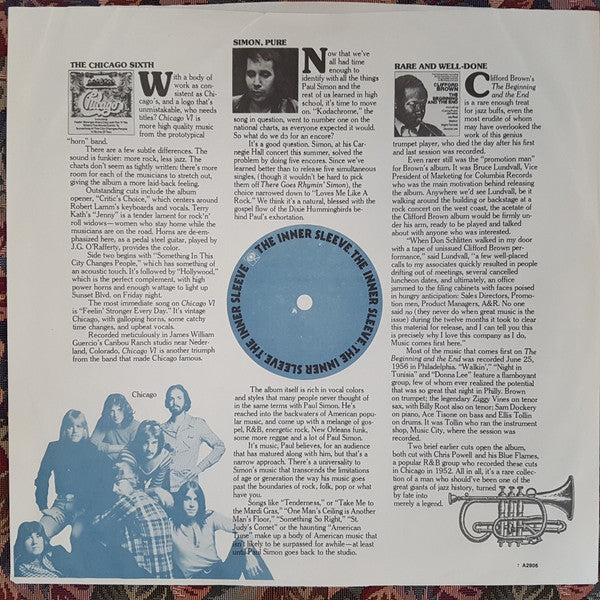 THE CHICAGO SIXTH
Chicago
With a body of
work as con-
sistent as Chi-
cago's, and a logo that's
unmistakable, who needs
titles? Chicago VI is
more high quality music
from the prototypical
"horn" band.
There are a few subtle differences. The
sound is funkier: more rock, less jazz. The
charts don't seem as tightly written; there's more
room for each of the musicians to stretch out,
giving the album a more laid-back feeling.
Outstanding cuts include the album
opener, "Critic's Choice," which centers around
Robert Lamm's keyboards and vocals. Terry
Kath's "Jenny" is a tender lament for rock'n'
roll widows—women who stay home while the
musicians are on the road. Horns are de-em-
phasized here, as a pedal steel guitar, played by
J.G. O'Rafferty, provides the color.
Side two begins with "Something In This
City Changes People," which has something of
an acoustic touch. It's followed by "Hollywood,"
which is the perfect complement, with high
power horns and enough wattage to light up
Sunset Blvd. on Friday night.
The most immediate song on Chicago VI
is "Feelin' Stronger Every Day." It's vintage
Chicago, with galloping horns, some catchy
time changes, and upbeat vocals.
Recorded meticulously in James William
Guercio's Caribou Ranch studio near Neder-
land, Colorado, Chicago VI is another triumph
from the band that made Chicago famous.
Chicago
SIMON, PURE
Now that we've
all had time
enough to
identify with all the things
Paul Simon and the
rest of us learned in high
school, it's time to move
on. "Kodachrome," the
song in question, went to number one on the
national charts, as everyone expected it would.
So what do we do for an encore?
It's a good question. Simon, at his Car-
negie Hall concert this summer, solved the
problem by doing five encores. Since we've
learned better than to release five simultaneous
singles, (though it wouldn't be hard to pick
them off There Goes Rhymin' Simon), the
choice narrowed down to "Loves Me Like A
Rock." We think it's a natural, blessed with the
gospel flow of the Dixie Hummingbirds be-
hind Paul's exhortation.
THE INNER SLEEVE THE INNER SLEEVE THE INNER SLEEVE THE INNER SLEEVE
A
The album itself is rich in vocal colors
and styles that many people never thought of
in the same terms with Paul Simon. He's
reached into the backwaters of American popu-
lar music, and come up with a melange of gos-
pel, R&B, energetic rock, New Orleans funk,
some more reggae and a lot of Paul Simon.
It's music, Paul believes, for an audience
that has matured along with him, but that's a
narrow approach. There's a universality to
Simon's music that transcends the limitations
of age or generation the way his music goes
past the boundaries of rock, folk, pop or what
have you.
Songs like "Tenderness," or "Take Me to
the Mardi Gras," "One Man's Ceiling is Another
Man's Floor," "Something So Right," "St.
Judy's Comet" or the haunting "American
Tune" make up a body of American music that
isn't likely to be surpassed for awhile—at least
until Paul Simon goes back to the studio.
RARE AND WELL-DONE
CLIFFORD
BROWN
THE
BEGINNING
AND THE END
Clifford Brown's
The Beginning
and the End
is a rare enough treat
for jazz buffs, even the
most erudite of whom
may have overlooked
the work of this genius
trumpet player, who died the day after his first
and last session was recorded.
Even rarer still was the "promotion man"
for Brown's album. It was Bruce Lundvall, Vice
President of Marketing for Columbia Records
who was the main motivation behind releasing
the album. Anywhere we'd see Lundvall, be it
walking around the building or backstage at a
rock concert on the west coast, the acetate of
the Clifford Brown album would be firmly un-
der his arm, ready to be played and talked
about with anyone who was interested.
"When Don Schlitten walked in my door
with a tape of unissued Clifford Brown per-
formance," said Lundvall, "a few well-placed
calls to my associates quickly resulted in people
drifting out of meetings, several cancelled
luncheon dates, and ultimately, an office
jammed to the filing cabinets with faces poised
in hungry anticipation: Sales Directors, Promo-
tion men, Product Managers, A&R. No one
said no (they never do when great music is the
issue) during the twelve months it took to clear
this material for release, and I can tell you this
is precisely why I love this company as I do,
Music comes first here."
Most of the music that comes first on The
Beginning and the End was recorded June 25,
1956 in Philadelphia. "Walkin'," "Night in
Tunisia" and "Donna Lee" feature a flamboyant
group, few of whom ever realized the potential
that was so great that night in Philly. Brown
on trumpet; the legendary Ziggy Vines on tenor
sax, with Billy Root also on tenor; Sam Dockery
on piano, Ace Tisone on bass and Ellis Tollin
on drums. It was Tollin who ran the instrument
shop, Music City, where the session was
recorded.
Two brief earlier cuts open the album,
both cut with Chris Powell and his Blue Flames,
a popular R&B group who recorded these cuts
in Chicago in 1952. All in all, it's a rare collec-
tion of a man who should've been one of the
great giants of jazz history, turned
by fate into
merely a legend.
A2806